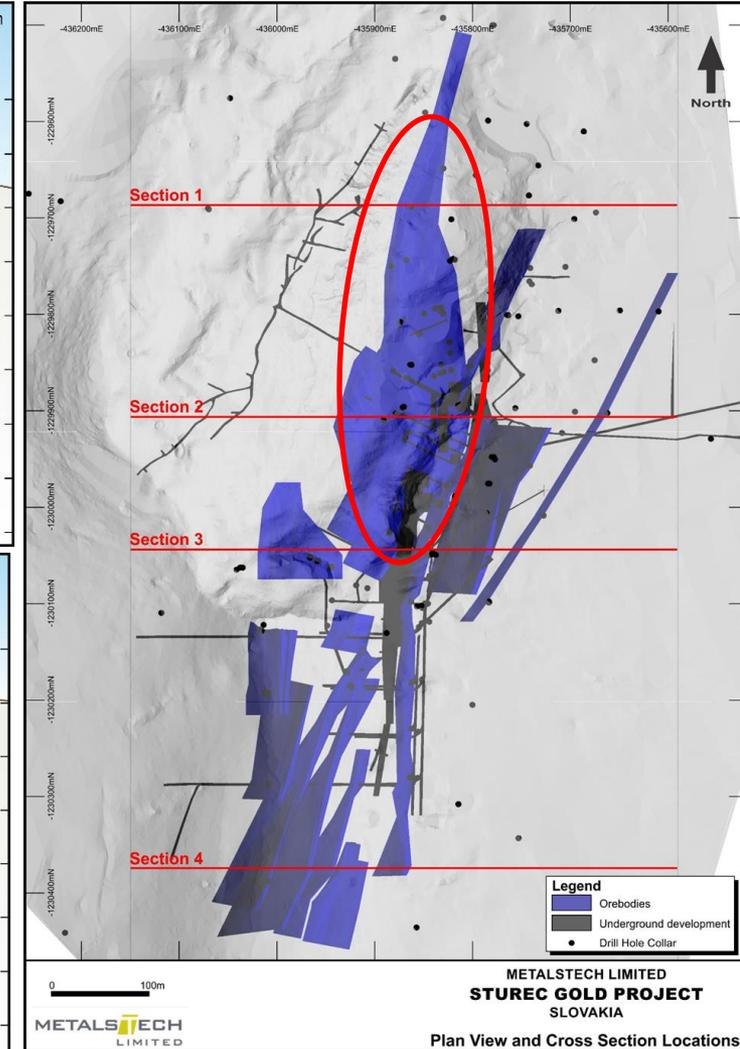 -436200mE
-436100mE
-436000mE
-435900mE
-435800mE
-435700mE
-435600mE
North
-1229600mN
Section 1
-1229700mN
-1229800mN
Section 2
-1229900mN
-1230000mN
Section 3
-1230100mN
-1230200mN
-1230300mN
Section 4
-1230400mN
Legend
Orebodies
Underground development
Drill Hole Collar
0 100m
METALSTECH
LIMITED
METALSTECH LIMITED
STUREC GOLD PROJECT
SLOVAKIA
Plan View and Cross Section Locations